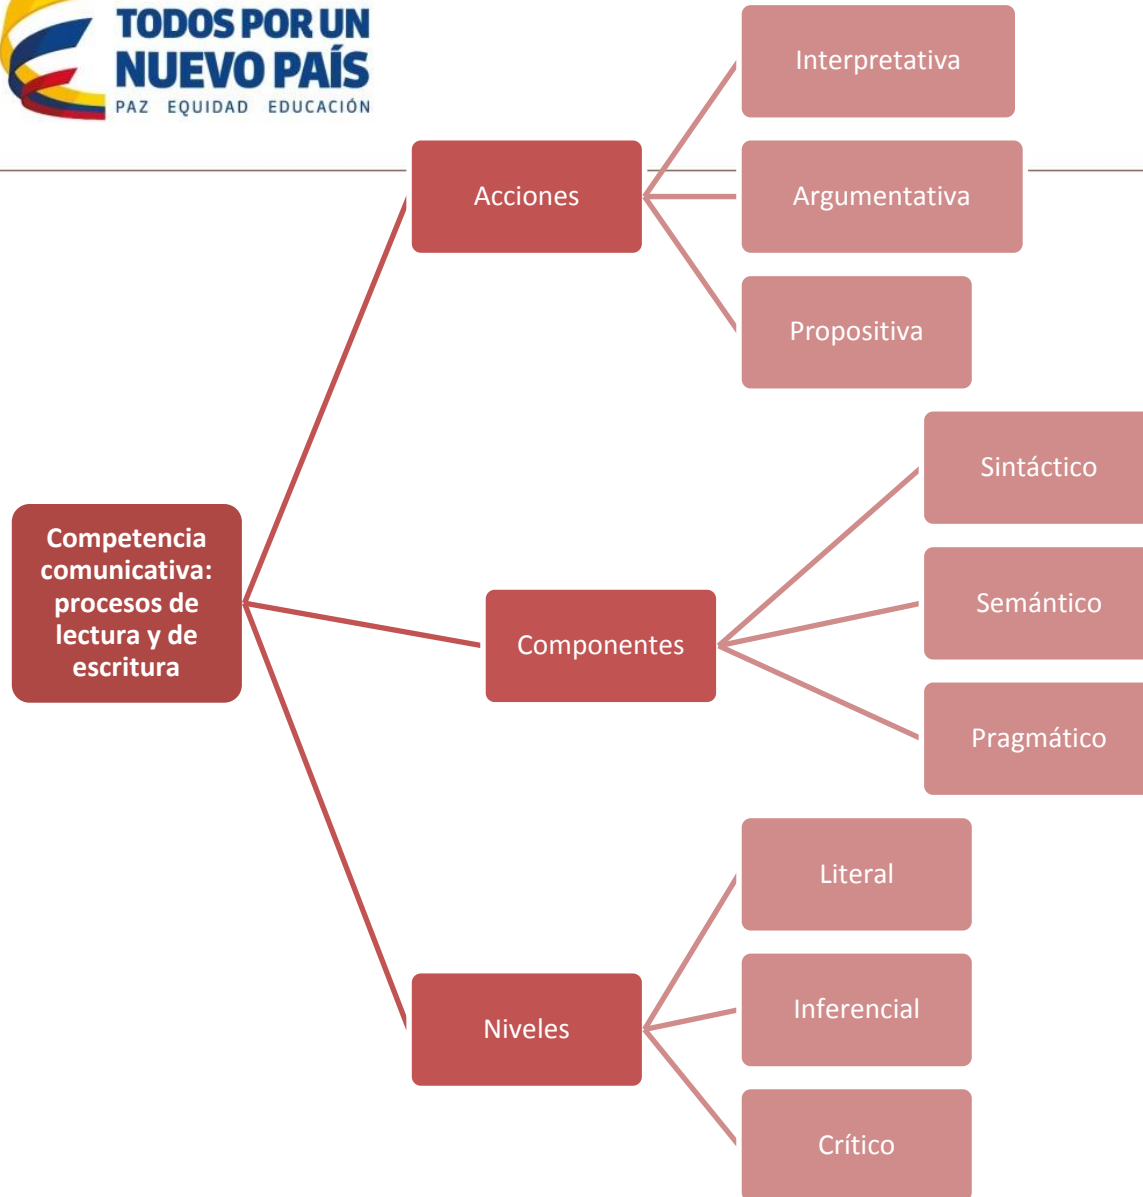 TODOS POR UN
NUEVO PAÍS
PAZ EQUIDAD EDUCACIÓN
Competencia
comunicativa:
procesos de
lectura y de
escritura
Acciones
Interpretativa
Argumentativa
Propositiva
Componentes
Sintáctico
Semántico
Pragmático
Niveles
Literal
Inferencial
Crítico